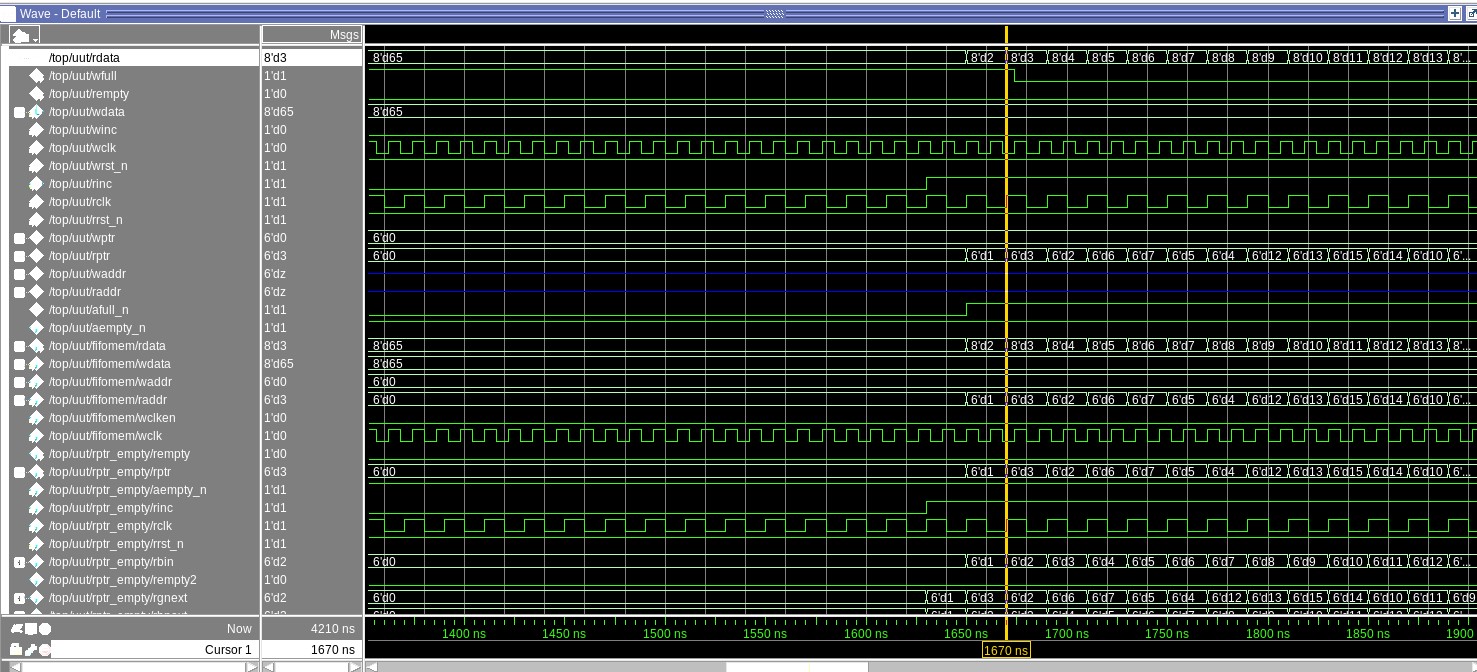 Wave - Default
Msgs
/top/uut/rdata 8'd3 8'd65 8'd2 8'd3 8'd4 8'd5 8'd6 8'd7 8'd8 8'd9 8'd10 8'd11 8'd12 8'd13 8'...
/top/uut/wfull 1'd1
/top/uut/rempty 1'd0
/top/uut/wdata 8'd65 8'd65
/top/uut/winc 1'd0
/top/uut/wclk 1'd0
/top/uut/wrst_n 1'd1
/top/uut/rinc 1'd1
/top/uut/rclk 1'd1
/top/uut/rrst_n 1'd1
/top/uut/wptr 6'd0 6'd0
/top/uut/rptr 6'd3 6'd0 6'd1 6'd3 6'd2 6'd6 6'd7 6'd5 6'd4 6'd12 6'd13 6'd15 6'd14 6'd10 6'...
/top/uut/waddr 6'dz
/top/uut/raddr 6'dz
/top/uut/afull_n 1'd1
/top/uut/aempty_n 1'd1
/top/uut/fifomem/rdata 8'd3 8'd65 8'd2 8'd3 8'd4 8'd5 8'd6 8'd7 8'd8 8'd9 8'd10 8'd11 8'd12 8'd13 8'...
/top/uut/fifomem/wdata 8'd65 8'd65
/top/uut/fifomem/waddr 6'd0 6'd0
/top/uut/fifomem/raddr 6'd3 6'd0 6'd1 6'd3 6'd2 6'd6 6'd7 6'd5 6'd4 6'd12 6'd13 6'd15 6'd14 6'd10 6'...
/top/uut/fifomem/wclken 1'd0
/top/uut/fifomem/wclk 1'd0
/top/uut/rptr_empty/rempty 1'd0
/top/uut/rptr_empty/rptr 6'd3 6'd0 6'd1 6'd3 6'd2 6'd6 6'd7 6'd5 6'd4 6'd12 6'd13 6'd15 6'd14 6'd10 6'...
/top/uut/rptr_empty/aempty_n 1'd1
/top/uut/rptr_empty/rinc 1'd1
/top/uut/rptr_empty/rclk 1'd1
/top/uut/rptr_empty/rrst_n 1'd1
/top/uut/rptr_empty/rbin 6'd2 6'd0 6'd1 6'd2 6'd3 6'd4 6'd5 6'd6 6'd7 6'd8 6'd9 6'd10 6'd11 6'd12 6'...
/top/uut/rptr_empty/rempty2 1'd0
/top/uut/rptr_empty/rgnext 6'd2 6'd0 6'd1 6'd3 6'd2 6'd6 6'd7 6'd5 6'd4 6'd12 6'd13 6'd15 6'd14 6'd10 6'd11 6'd9
Now 4210 ns 1400 ns 1450 ns 1500 ns 1550 ns 1600 ns 1650 ns 1700 ns 1750 ns 1800 ns 1850 ns 1900
Cursor 1 1670 ns 1670 ns